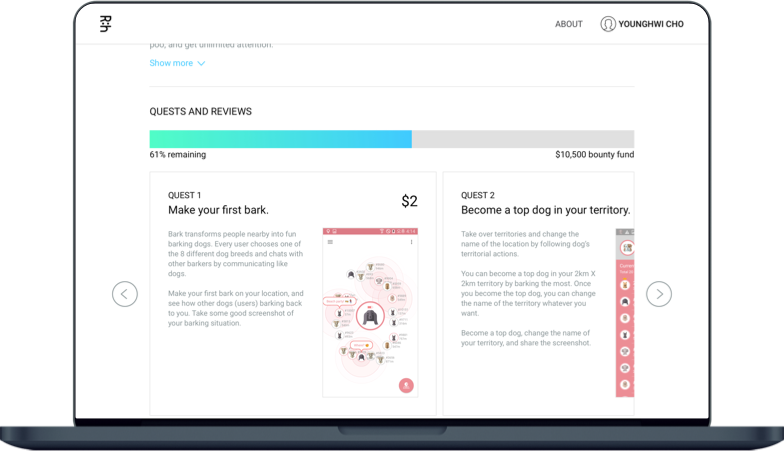 ABOUT
YOUNGHWI CHO
poo, and get unlimited attention.
Show more
QUESTS AND REVIEWS
61% remaining
$10,500 bounty fund
QUEST 1
$2
Make your first bark.
Bark transforms people nearby into fun
barking dogs. Every user chooses one of
the 8 different dog breeds and chats with
other barkers by communicating like
dogs.
Make your first bark on your location, and
see how other dogs (users) barking back
to you. Take some good screenshot of
your barking situation.
QUEST 2
Become a top dog in your territory.
Take over territories and change the
name of the location by following dog's
territorial actions.
You can become a top dog in your 2km X
2km territory by barking the most. Once
you become the top dog, you can change
the name of the territory whatever you
want.
Become a top dog, change the name of
your territory, and share the screenshot.